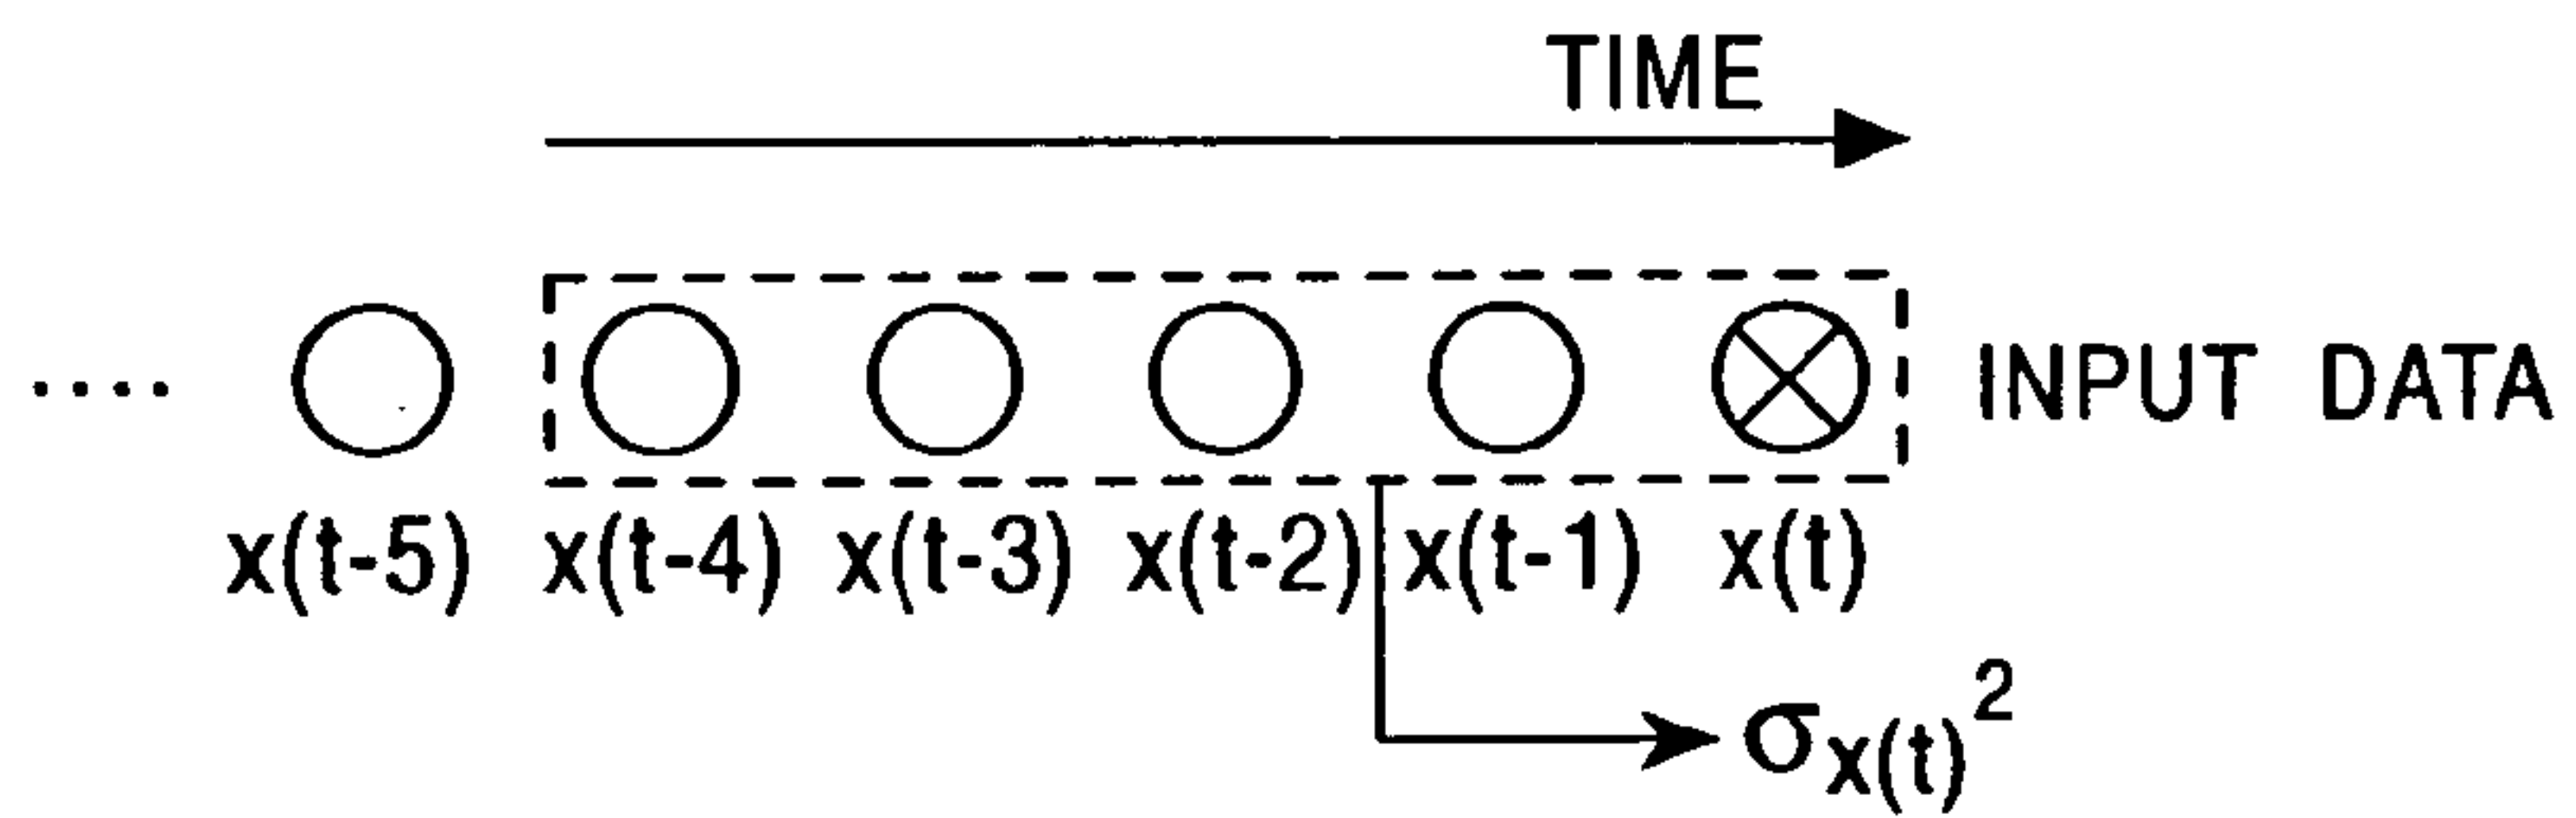 TIME
.... INPUT DATA
x(t-5) x(t-4) x(t-3) x(t-2) x(t-1) x(t)
σx(t)²